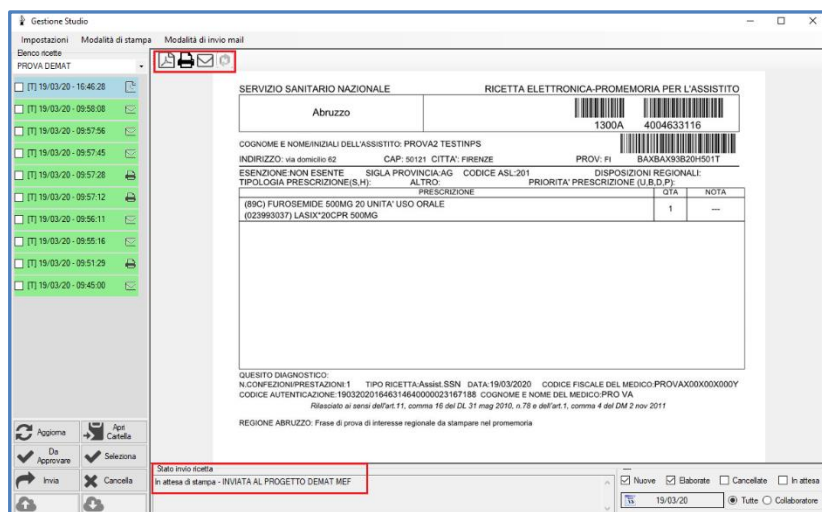 Gestione Studio
Impostazioni Modalità di stampa Modalità di invio mail
Elenco ricette
PROVA DEMAT
[T] 19/03/20 - 16:46:28
[T] 19/03/20 - 09:58:08
[T] 19/03/20 - 09:57:56
[T] 19/03/20 - 09:57:45
[T] 19/03/20 - 09:57:28
[T] 19/03/20 - 09:57:12
[T] 19/03/20 - 09:56:11
[T] 19/03/20 - 09:55:16
[T] 19/03/20 - 09:51:29
[T] 19/03/20 - 09:45:00
Aggiorna Apri Cartella
Da Approvare Seleziona
Invia Cancella
SERVIZIO SANITARIO NAZIONALE RICETTA ELETTRONICA-PROMEMORIA PER L'ASSISTITO
Abruzzo
1300A 4004633116
COGNOME E NOME/INIZIALI DELL'ASSISTITO: PROVA2 TESTINPS
INDIRIZZO: via domicilio 62 CAP: 50121 CITTA': FIRENZE PROV: FI BAXBAX93B20H501T
ESENZIONE:NON ESENTE SIGLA PROVINCIA:AG CODICE ASL:201 DISPOSIZIONI REGIONALI:
TIPOLOGIA PRESCRIZIONE(S,H): ALTRO: PRIORITA' PRESCRIZIONE (U,B,D,P):
PRESCRIZIONE QTA NOTA
(89C) FUROSEMIDE 500MG 20 UNITA' USO ORALE
(023993037) LASIX*20CPR 500MG
1 ---
QUESITO DIAGNOSTICO:
N.CONFEZIONI/PRESTAZIONI:1 TIPO RICETTA:Assist.SSN DATA:19/03/2020 CODICE FISCALE DEL MEDICO:PROVAX00X00X000Y
CODICE AUTENTICAZIONE:190320201646314640000023167188 COGNOME E NOME DEL MEDICO:PRO VA
Rilasciato ai sensi dell'art.11, comma 16 del DL 31 mag 2010, n.78 e dell'art.1, comma 4 del DM 2 nov 2011
REGIONE ABRUZZO: Frase di prova di interesse regionale da stampare nel promemoria
Stato invio ricetta
In attesa di stampa - INVIATA AL PROGETTO DEMAT MEF
---
Nuove Elaborate Cancellate In attesa
19/03/20 Tutte Collaboratore